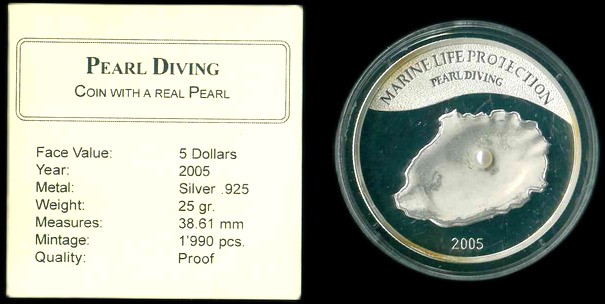 PEARL DIVING
COIN WITH A REAL PEARL
Face Value: 5 Dollars
Year: 2005
Metal: Silver .925
Weight: 25 gr.
Measures: 38.61 mm
Mintage: 1'990 pcs.
Quality: Proof
MARINE LIFE PROTECTION
PEARL DIVING
2005